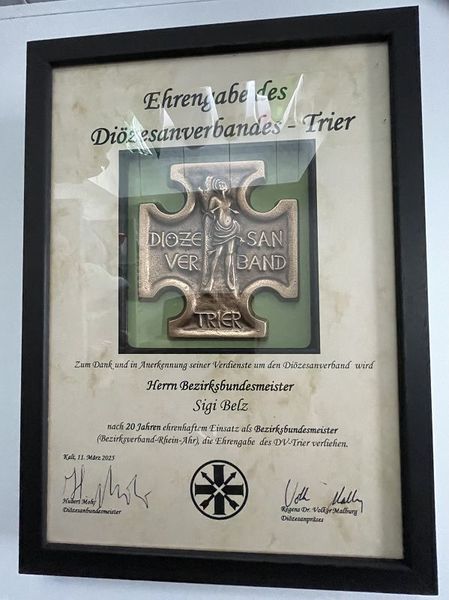 Ehrengabe des
Diözesanverbandes - Trier
DIÖZE SAN
VER BAND
TRIER
Zum Dank und in Anerkennung seiner Verdienste um den Diözesanverband wird
Herrn Bezirksbundesmeister
Sigi Belz
nach 20 Jahren ehrenhaftem Einsatz als Bezirksbundesmeister
(Bezirksverband-Rhein-Ahr), die Ehrengabe des DV-Trier verliehen.
Kalt, 11. März 2023
Hubert Mohr
Diözesanbundesmeister
Regens Dr. Volker Malburg
Diözesanpräses